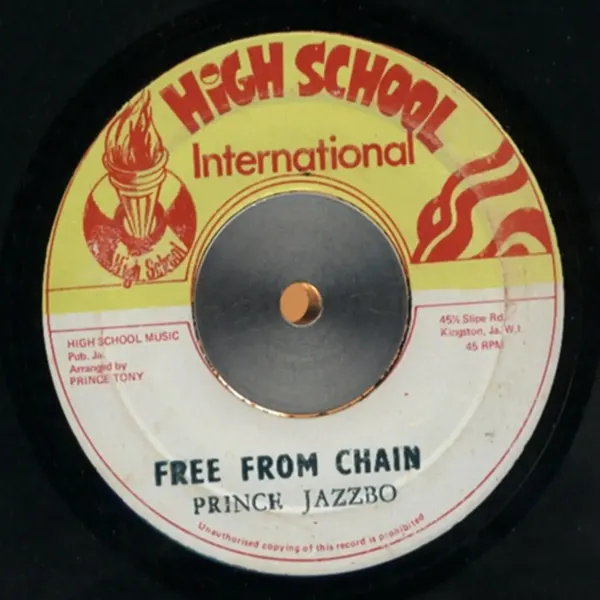 HiGH SCHOOL
International
High School
HIGH SCHOOL MUSIC
Pub. Ja.
Arranged by
PRINCE TONY
45½ Slipe Rd.
Kingston, Ja. W.I.
45 RPM
FREE FROM CHAIN
PRINCE JAZZBO
Unauthorised copying of this record is prohibited